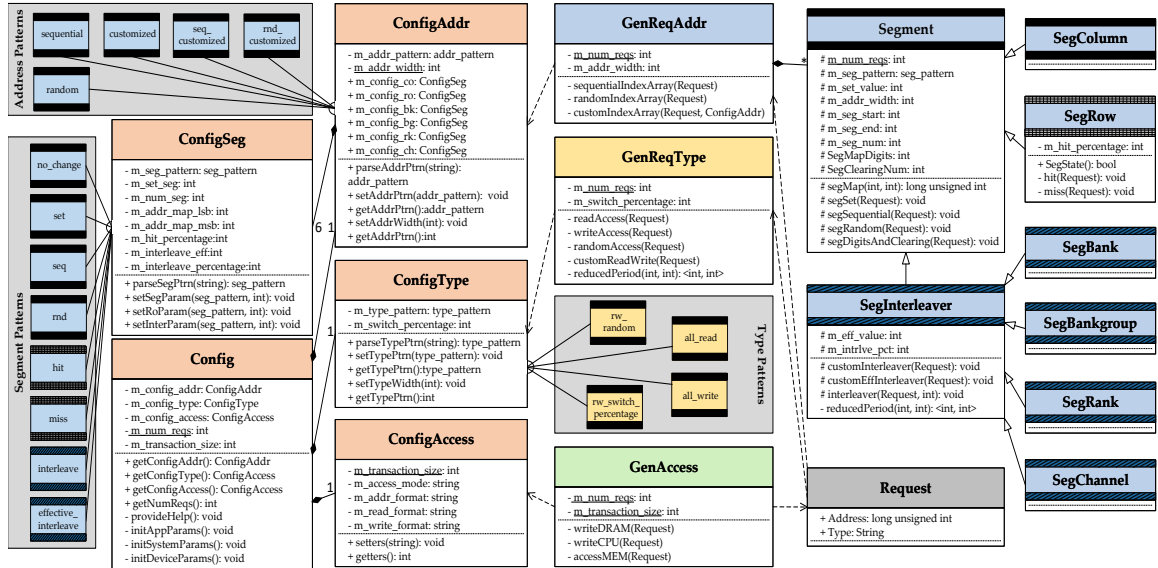 Address Patterns
sequential
customized
seq_
customized
rnd_
customized
random
Segment Patterns
no_change
set
seq
rnd
hit
miss
interleave
effective_
interleave
ConfigSeg
- m_seg_pattern: seg_pattern
- m_set_seg: int
- m_num_seg: int
- m_addr_map_lsb: int
- m_addr_map_msb: int
- m_hit_percentage:int
- m_interleave_eff:int
- m_interleave_percentage:int
+ parseSegPtrn(string): seg_pattern
+ setSegParam(seg_pattern, int): void
+ setRoParam(seg_pattern, int): void
+ setInterParam(seg_pattern, int): void
Config
- m_config_addr: ConfigAddr
- m_config_type: ConfigType
- m_config_access: ConfigAccess
- m_num_reqs: int
- m_transaction_size: int
+ getConfigAddr(): ConfigAddr
+ getConfigType(): ConfigAccess
+ getConfigAccess(): ConfigAccess
+ getNumReqs(): int
- provideHelp(): void
- initAppParams(): void
- initSystemParams(): void
- initDeviceParams(): void
6
1
1
1
ConfigAddr
- m_addr_pattern: addr_pattern
- m_addr_width: int
+ m_config_co: ConfigSeg
+ m_config_ro: ConfigSeg
+ m_config_bk: ConfigSeg
+ m_config_bg: ConfigSeg
+ m_config_rk: ConfigSeg
+ m_config_ch: ConfigSeg
+ parseAddrPtrn(string):
addr_pattern
+ setAddrPtrn(addr_pattern): void
+ getAddrPtrn():addr_pattern
+ setAddrWidth(int): void
+ getAddrPtrn():int
ConfigType
- m_type_pattern: type_pattern
- m_switch_percentage: int
+ parseTypePtrn(string): type_pattern
+ setTypePtrn(type_pattern): void
+ getTypePtrn():type_pattern
+ setTypeWidth(int): void
+ getTypePtrn():int
ConfigAccess
- m_transaction_size: int
- m_access_mode: string
- m_addr_format: string
- m_read_format: string
- m_write_format: string
+ setters(string): void
+ getters(): int
GenReqAddr
- m_num_reqs: int
- m_addr_width: int
- sequentialIndexArray(Request)
- randomIndexArray(Request)
- customIndexArray(Request, ConfigAddr)
*
GenReqType
- m_num_reqs: int
- m_switch_percentage: int
- readAccess(Request)
- writeAccess(Request)
- randomAccess(Request)
- customReadWrite(Request)
- reducedPeriod(int, int): <int, int>
Type Patterns
rw_
random
all_read
rw_switch_
percentage
all_write
GenAccess
- m_num_reqs: int
- m_transaction_size: int
- writeDRAM(Request)
- writeCPU(Request)
- accessMEM(Request)
Segment
# m_num_reqs: int
# m_seg_pattern: seg_pattern
# m_set_value: int
# m_addr_width: int
# m_seg_start: int
# m_seg_end: int
# m_seg_num: int
# SegMapDigits: int
# SegClearingNum: int
# segMap(int, int): long unsigned int
# segSet(Request): void
# segSequential(Request): void
# segRandom(Request): void
# segDigitsAndClearing(Request): void
SegInterleaver
# m_eff_value: int
# m_intrlve_pct: int
# customInterleaver(Request): void
# customEffInterleaver(Request): void
# interleaver(Request, int): void
- reducedPeriod(int, int): <int, int>
Request
+ Address: long unsigned int
+ Type: String
SegColumn
SegRow
- m_hit_percentage: int
+ SegState(): bool
- hit(Request): void
- miss(Request): void
SegBank
SegBankgroup
SegRank
SegChannel